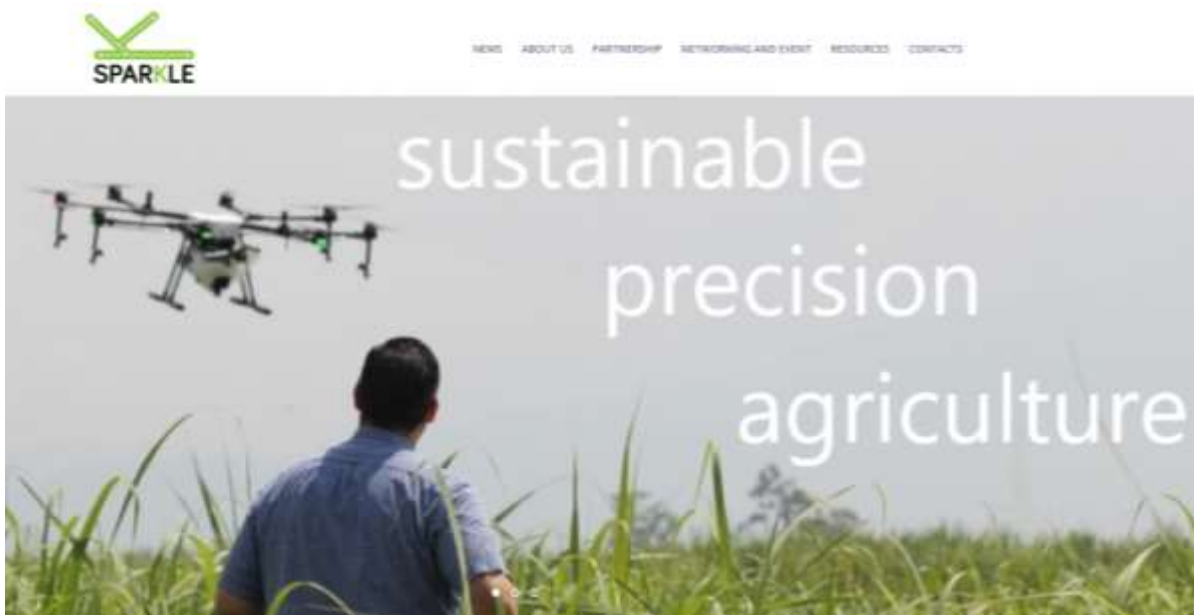 SPARKLE
NEWS ABOUT US PARTNERSHIP NETWORKING AND EVENT RESOURCES CONTACTS
sustainable
precision
agriculture